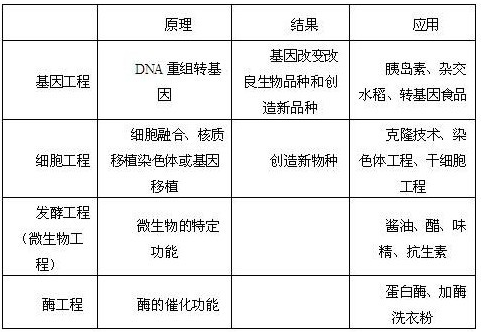 原理 结果 应用
基因工程 DNA 重组转基因 基因改变改良生物品种和创造新品种 胰岛素、杂交水稻、转基因食品
细胞工程 细胞融合、核质移植染色体或基因移植 创造新物种 克隆技术、染色体工程、干细胞工程
发酵工程（微生物工程） 微生物的特定功能 酱油、醋、味精、抗生素
酶工程 酶的催化功能 蛋白酶、加酶洗衣粉